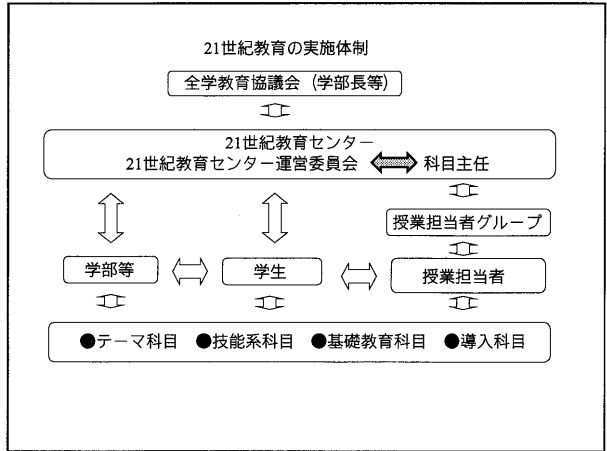 21世紀教育の実施体制
全学教育協議会（学部長等）
21世紀教育センター
21世紀教育センター運営委員会 科目主任
授業担当者グループ
学部等 学生 授業担当者
●テーマ科目 ●技能系科目 ●基礎教育科目 ●導入科目